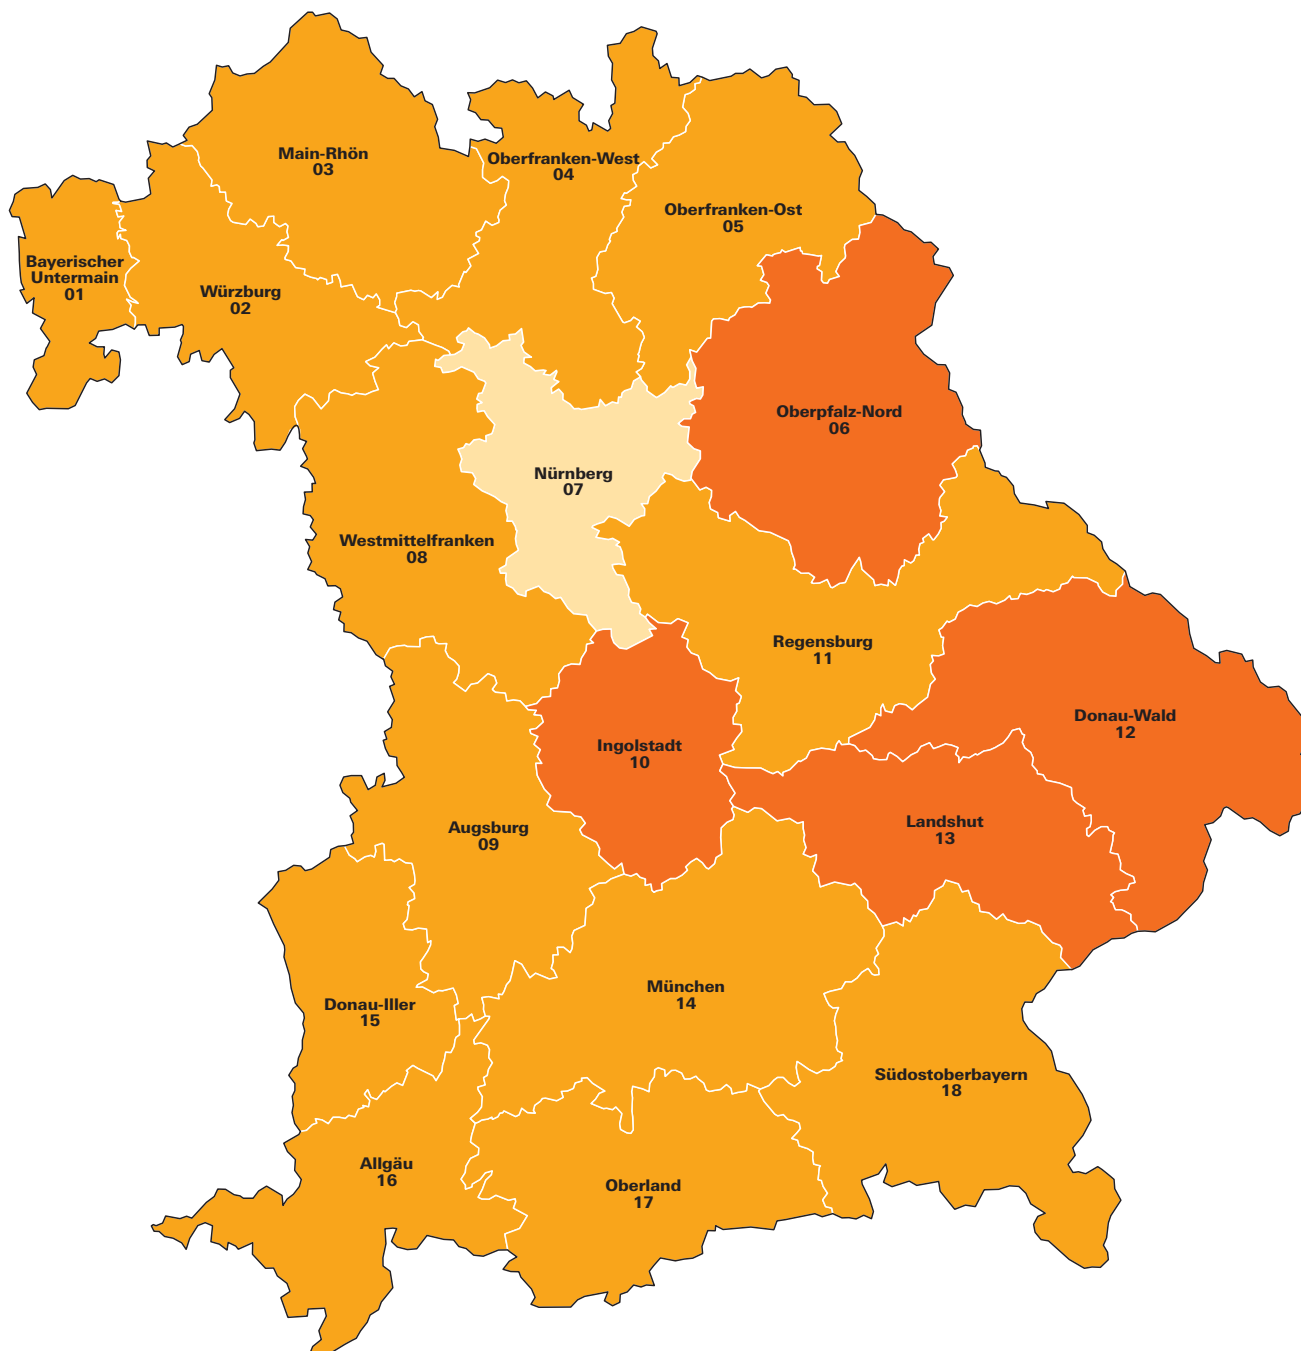 Main-Rhön
03
Oberfranken-West
04
Oberfranken-Ost
05
Bayerischer
Untermain
01
Würzburg
02
Oberpfalz-Nord
06
Nürnberg
07
Westmittelfranken
08
Regensburg
11
Donau-Wald
12
Ingolstadt
10
Landshut
13
Augsburg
09
München
14
Donau-Iller
15
Südostoberbayern
18
Allgäu
16
Oberland
17